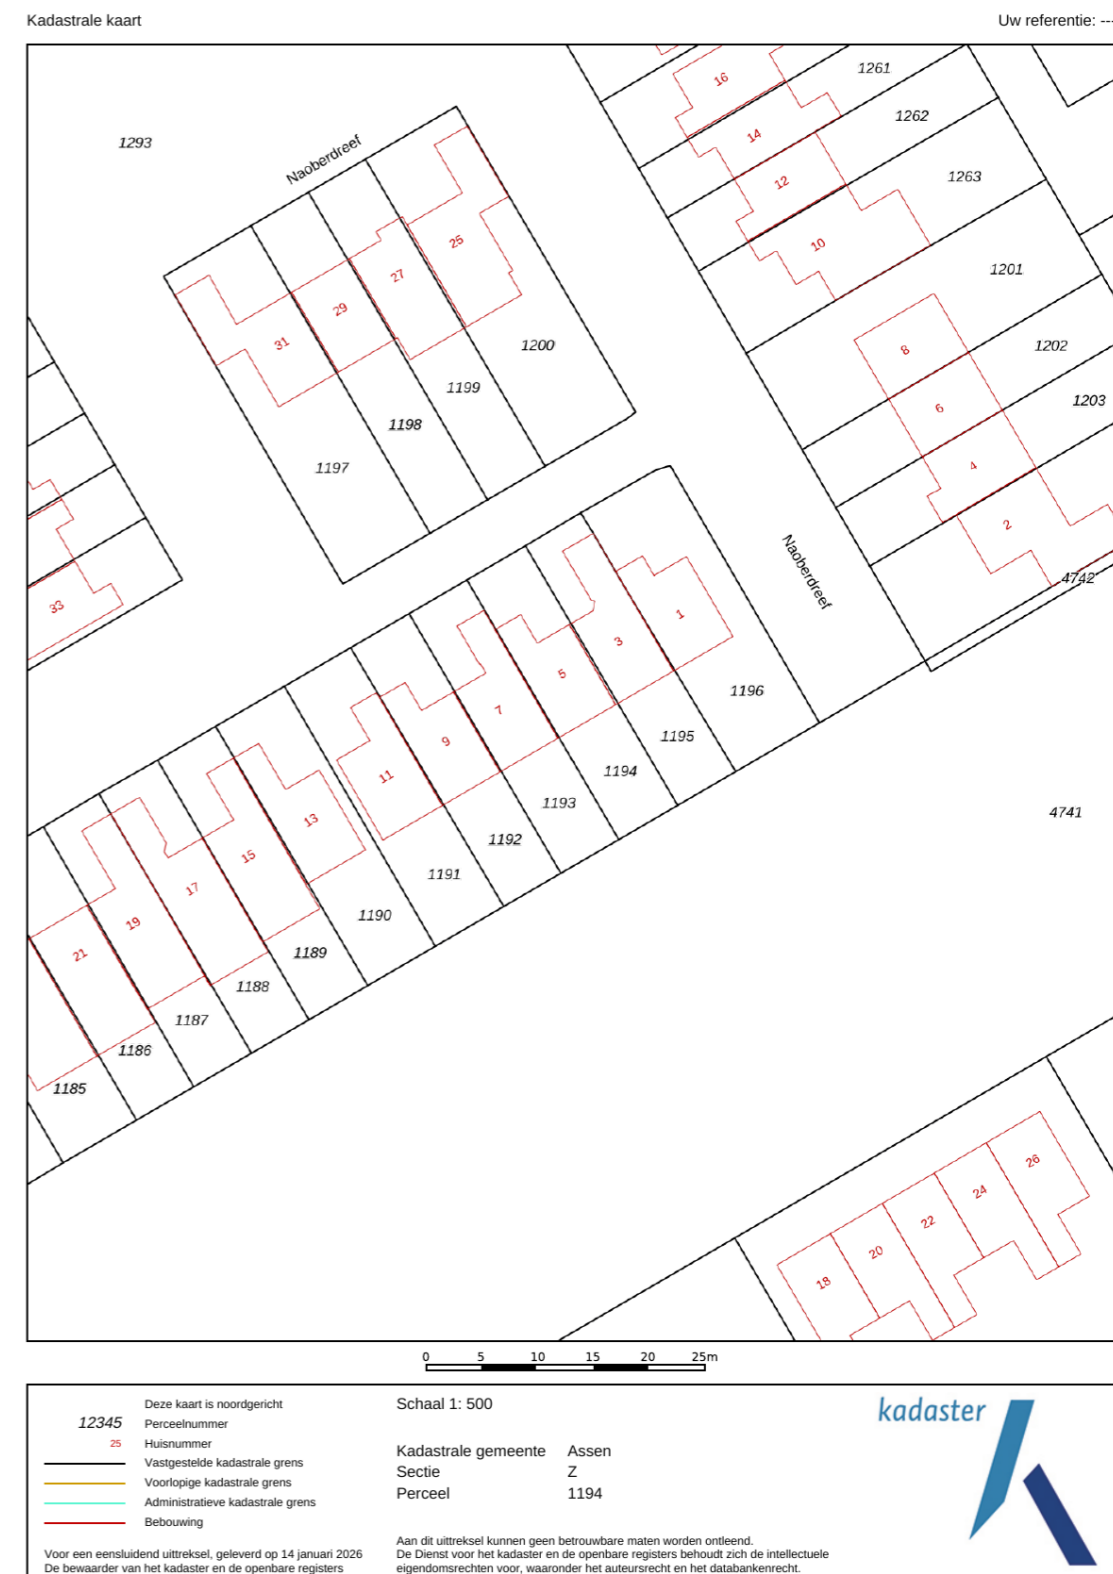 Kadastrale kaart
Uw referentie: ---
1261
16
1262
14
1293
Naoberdreef
12
1263
10
25
1201
27
29
31
1200
8
1202
1199
6
1203
1198
4
1197
2
Naoberdreef
4742
33
1
3
5
1196
7
1195
9
1194
11
1193
4741
13
1192
15
1191
17
1190
19
1189
21
1188
1187
1186
1185
26
24
22
20
18
0 5 10 15 20 25m
Deze kaart is noordgericht
12345 Perceelnummer
25 Huisnummer
Vastgestelde kadastrale grens
Voorlopige kadastrale grens
Administratieve kadastrale grens
Bebouwing
Voor een eensluidend uittreksel, geleverd op 14 januari 2026
De bewaarder van het kadaster en de openbare registers
Schaal 1: 500
Kadastrale gemeente Assen
Sectie Z
Perceel 1194
Aan dit uittreksel kunnen geen betrouwbare maten worden ontleend.
De Dienst voor het kadaster en de openbare registers behoudt zich de intellectuele
eigendomsrechten voor, waaronder het auteursrecht en het databankenrecht.
kadaster